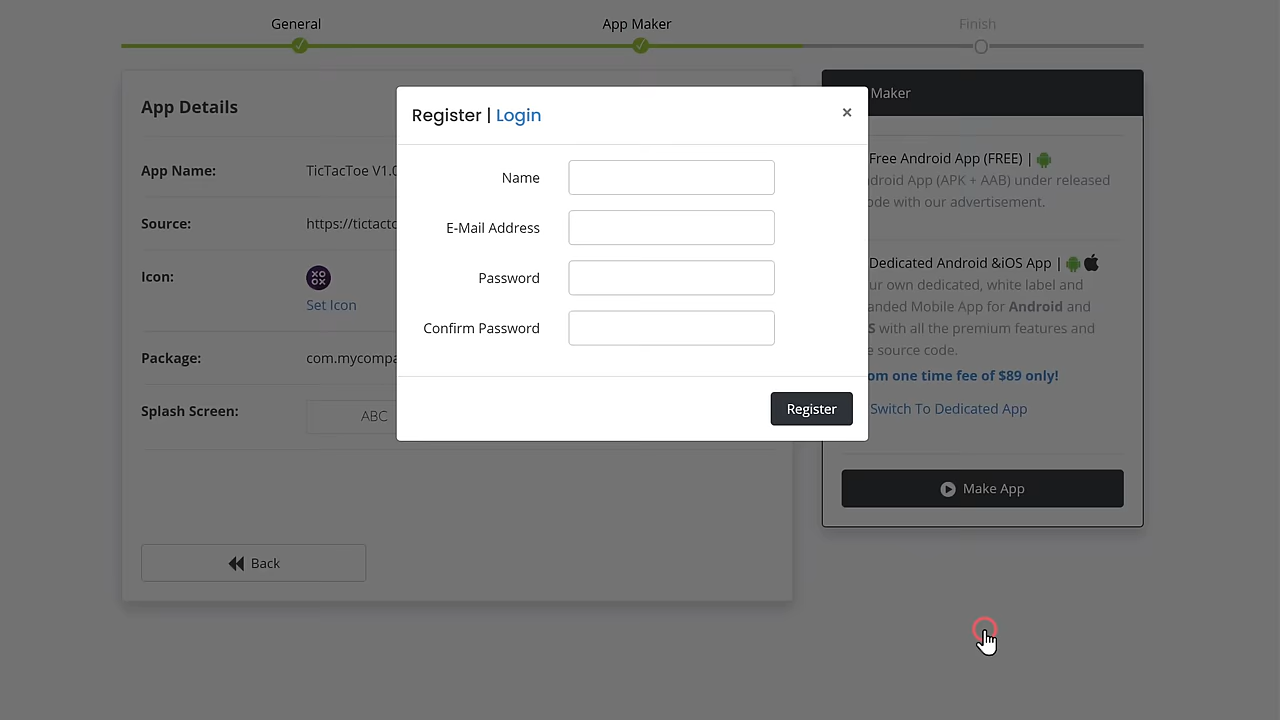 General
App Maker
Finish
App Details
App Name:
TicTacToe V1.0
Source:
https://tictact
Icon:
XO
OX
Set Icon
Package:
com.mycompa
Splash Screen:
ABC
Back
Register | Login
×
Name
E-Mail Address
Password
Confirm Password
Register
Maker
Free Android App (FREE) |
droid App (APK + AAB) under released
ode with our advertisement.
Dedicated Android &iOS App |
ur own dedicated, white label and
anded Mobile App for Android and
S with all the premium features and
e source code.
om one time fee of $89 only!
Switch To Dedicated App
Make App